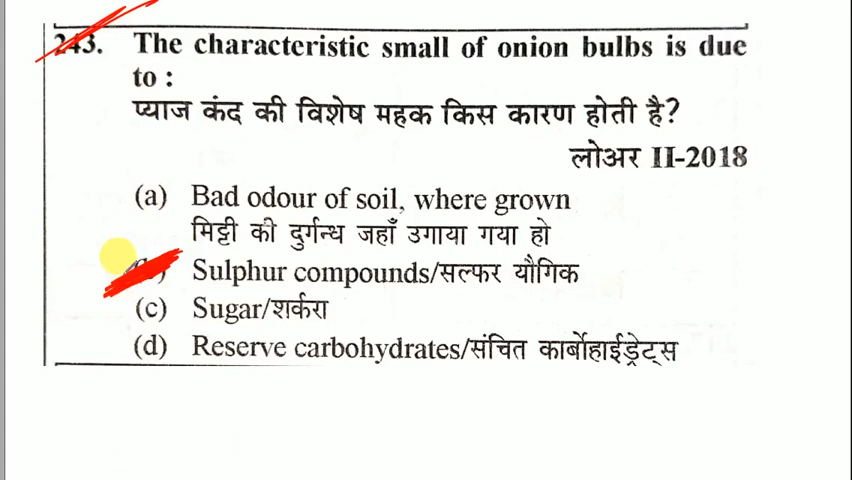 243. The characteristic small of onion bulbs is due
to :
प्याज कंद की विशेष महक किस कारण होती है?
लोअर II-2018
(a) Bad odour of soil, where grown
मिट्टी की दुर्गन्ध जहाँ उगाया गया हो
Sulphur compounds/सल्फर यौगिक
(c) Sugar/शर्करा
(d) Reserve carbohydrates/संचित कार्बोहाईड्रेट्स